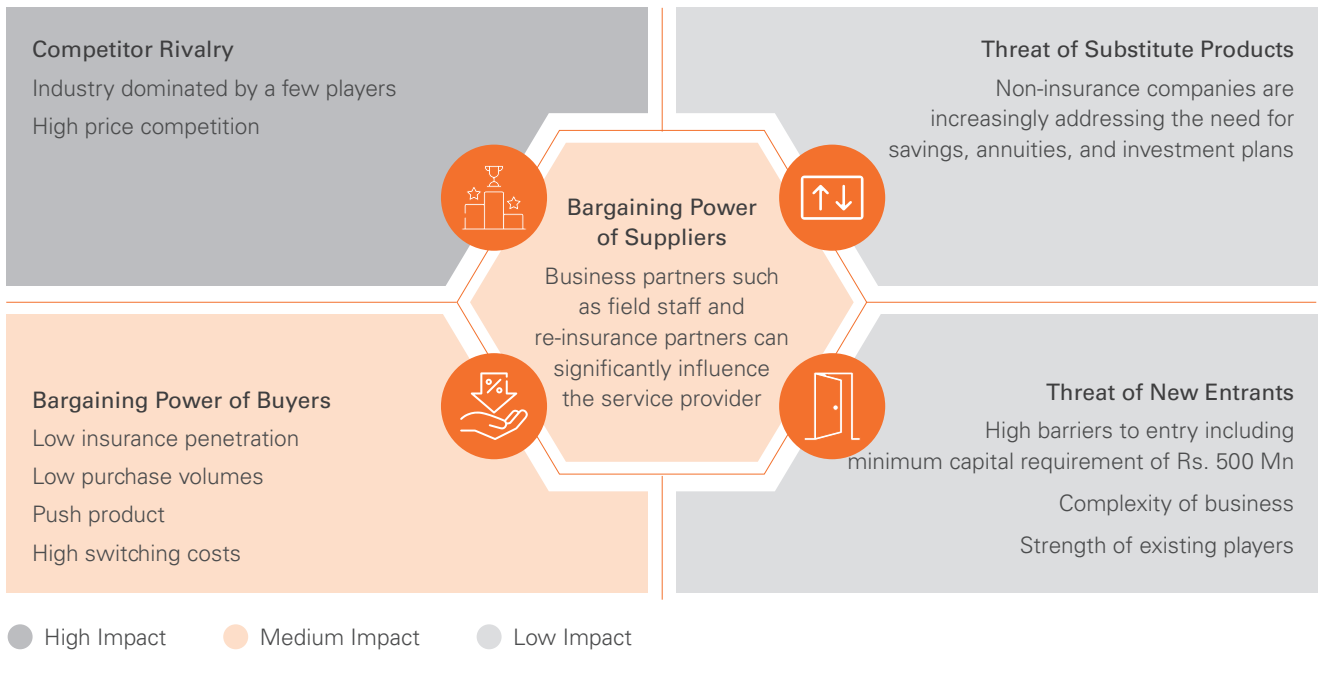 Competitor Rivalry
Industry dominated by a few players
High price competition
Threat of Substitute Products
Non-insurance companies are
increasingly addressing the need for
savings, annuities, and investment plans
Bargaining Power
of Suppliers
Business partners such
as field staff and
re-insurance partners can
significantly influence
the service provider
Bargaining Power of Buyers
Low insurance penetration
Low purchase volumes
Push product
High switching costs
%
Threat of New Entrants
High barriers to entry including
minimum capital requirement of Rs. 500 Mn
Complexity of business
Strength of existing players
High Impact
Medium Impact
Low Impact